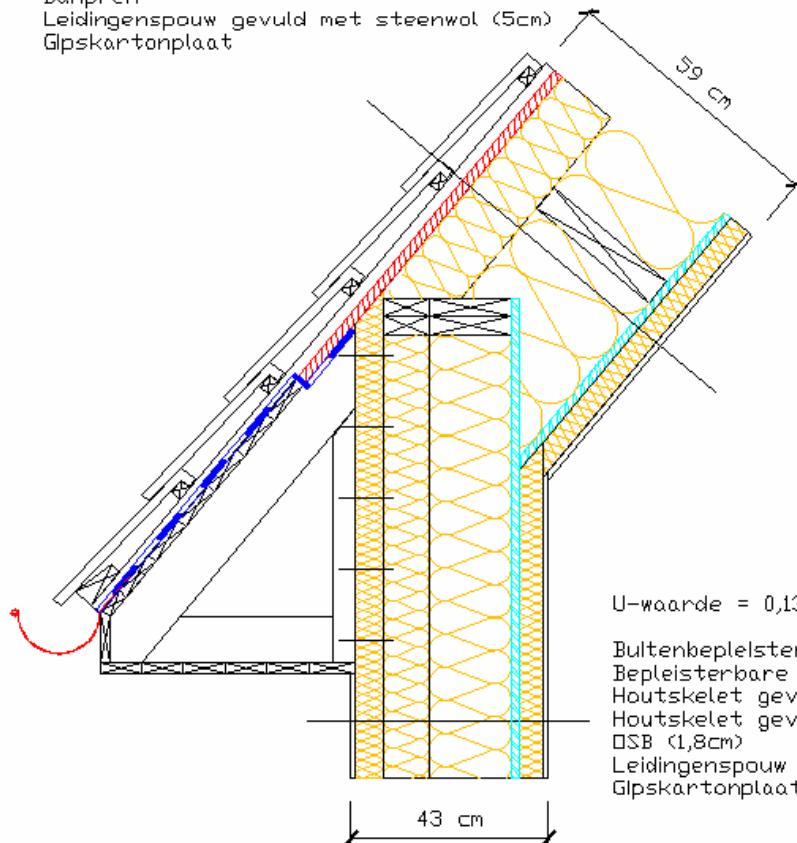 Leidingenspouw gevuld met steenwol (5cm)
Gipskartonplaat
59 cm
U-waarde = 0,13
Buitenbepleister
Bepleisterbare
Houtskelet gev
Houtskelet gev
OSB (1,8cm)
Leidingenspouw
Gipskartonplaat
43 cm